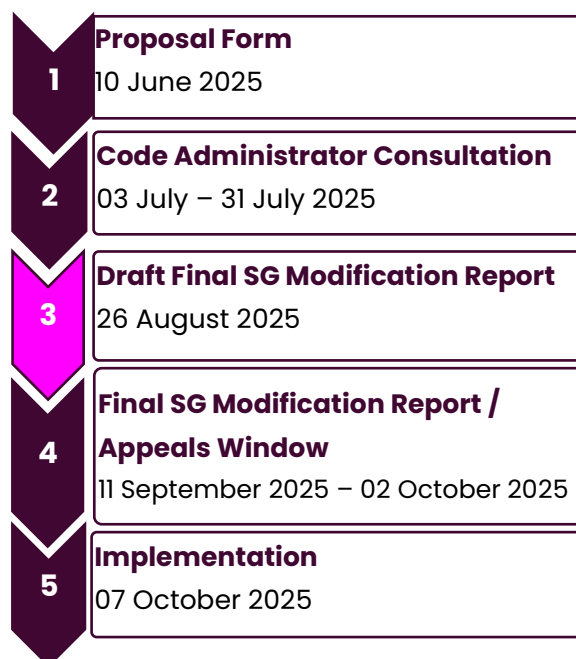 1
Proposal Form
10 June 2025
2
Code Administrator Consultation
03 July – 31 July 2025
3
Draft Final SG Modification Report
26 August 2025
4
Final SG Modification Report /
Appeals Window
11 September 2025 – 02 October 2025
5
Implementation
07 October 2025